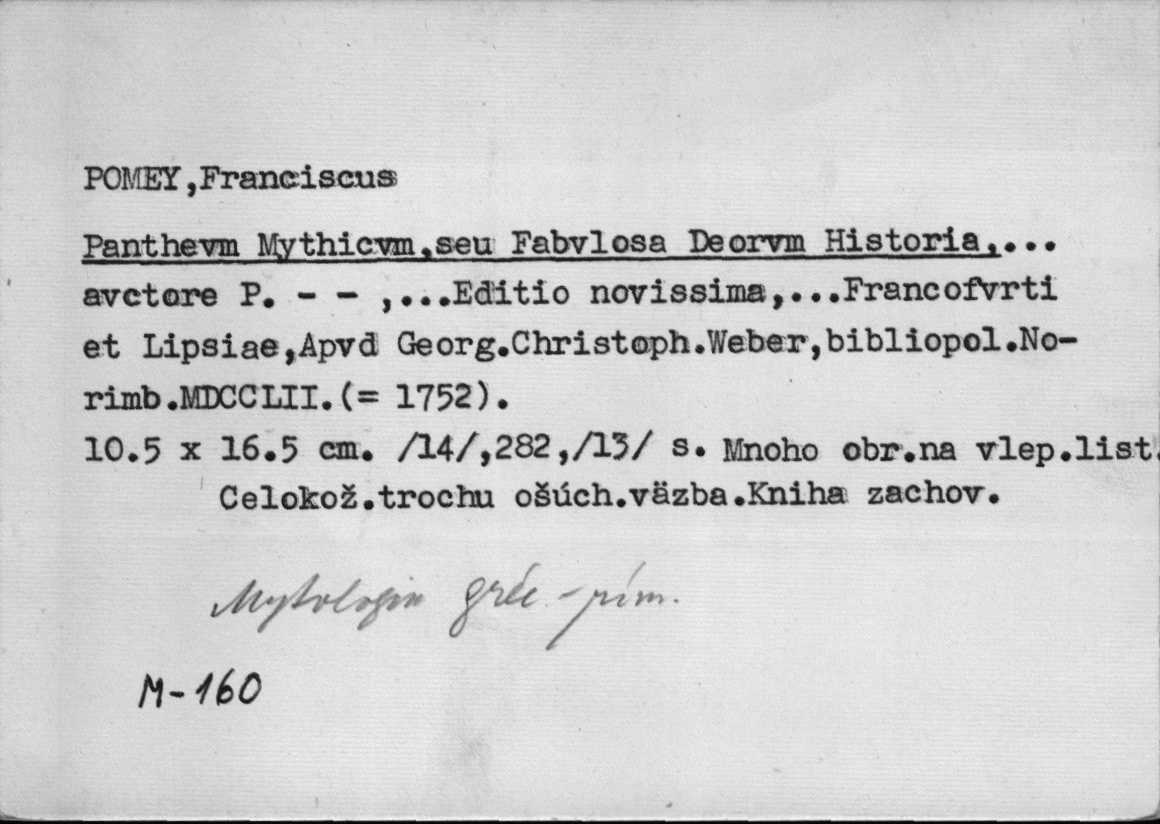 POMEY,Franciscus
Panthevm Mythicvm,seu Fabvlosa Deorvm Historia,...
avctore P. - - ,...Editio novissima,...Francofvrti
et Lipsiae,Apvd Georg.Christoph.Weber,bibliopol.No-
rimb.MDCCLII.(= 1752).
10.5 x 16.5 cm. /14/,282,/13/ s. Mnoho obr.na vlep.list.
Celokož.trochu ošúch.väzba.Kniha zachov.
Mytologia gréc.-rím.
M-160